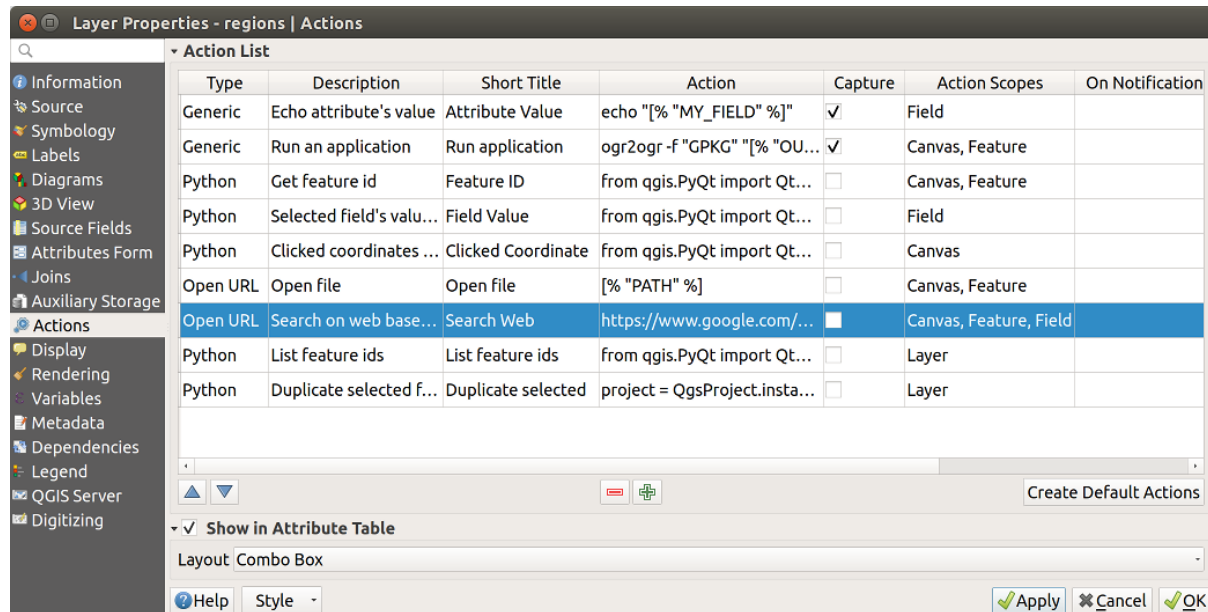 Layer Properties - regions | Actions
Information
Source
Symbology
Labels
Diagrams
3D View
Source Fields
Attributes Form
Joins
Auxiliary Storage
Actions
Display
Rendering
Variables
Metadata
Dependencies
Legend
QGIS Server
Digitizing
Action List
Type Description Short Title Action Capture Action Scopes On Notification
Generic Echo attribute's value Attribute Value echo "[% "MY_FIELD" %]" Field
Generic Run an application Run application ogr2ogr -f "GPKG" "[% "OU... Canvas, Feature
Python Get feature id Feature ID from qgis.PyQt import Qt... Canvas, Feature
Python Selected field's valu... Field Value from qgis.PyQt import Qt... Field
Python Clicked coordinates ... Clicked Coordinate from qgis.PyQt import Qt... Canvas
Open URL Open file Open file [% "PATH" %] Canvas, Feature
Open URL Search on web base... Search Web https://www.google.com/... Canvas, Feature, Field
Python List feature ids List feature ids from qgis.PyQt import Qt... Layer
Python Duplicate selected f... Duplicate selected project = QgsProject.insta... Layer
Create Default Actions
Show in Attribute Table
Layout Combo Box
Help Style Apply Cancel OK